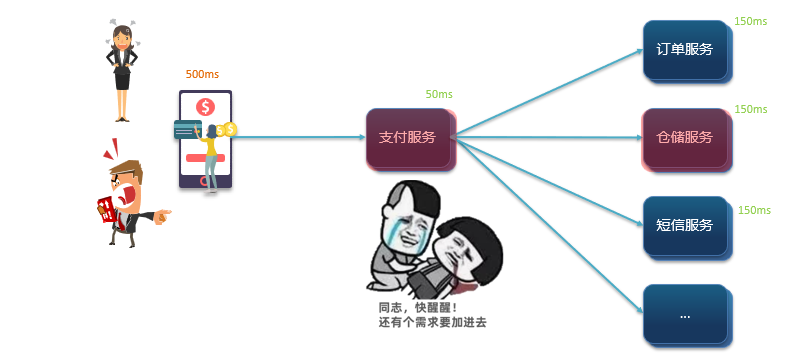 150ms
订单服务
500ms
50ms
150ms
支付服务
仓储服务
150ms
短信服务
同志，快醒醒！
还有个需求要加进去
...